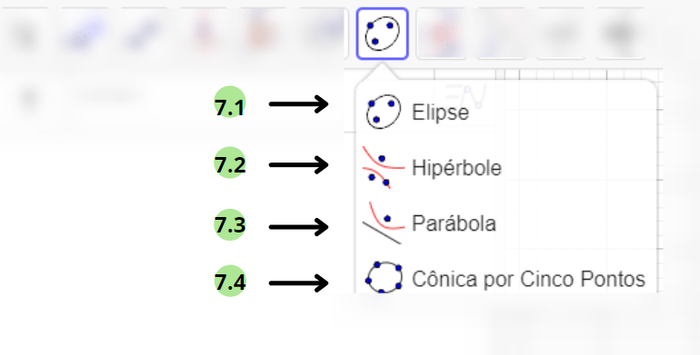 7.1 Elipse
7.2 Hipérbole
7.3 Parábola
7.4 Cônica por Cinco Pontos